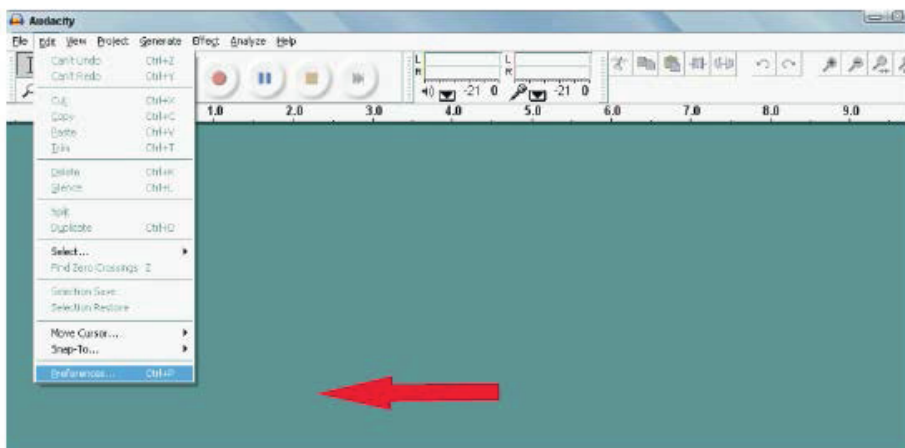 Audacity
File Edit View Project Generate Effect Analyze Help
Can't Undo Ctrl+Z
Can't Redo Ctrl+Y
Cut Ctrl+X
Copy Ctrl+C
Paste Ctrl+V
Trim Ctrl+T
Delete Ctrl+K
Silence Ctrl+L
Split
Duplicate Ctrl+D
Select...
Find Zero Crossings Z
Selection Save
Selection Restore
Move Cursor...
Snap-To...
Preferences... Ctrl+P
L
R
-21 0
L
R
-21 0
1.0 2.0 3.0 4.0 5.0 6.0 7.0 8.0 9.0